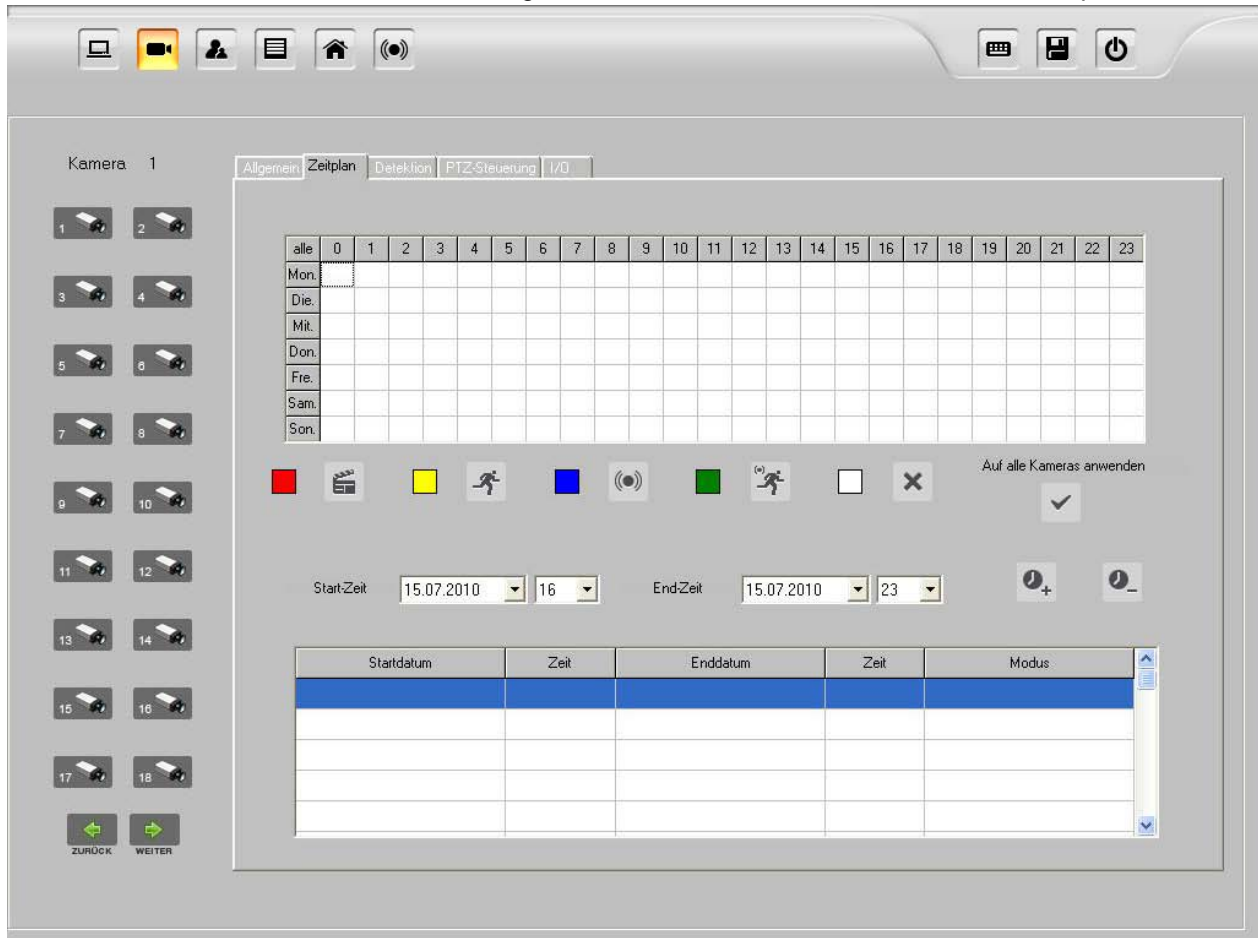 Kamera 1
Allgemein Zeitplan Detektion PTZ-Steuerung I/O
1 2
3 4
5 6
7 8
9 10
11 12
13 14
15 16
17 18
ZURÜCK WEITER
alle 0 1 2 3 4 5 6 7 8 9 10 11 12 13 14 15 16 17 18 19 20 21 22 23
Mon.
Die.
Mit.
Don.
Fre.
Sam.
Son.
Auf alle Kameras anwenden
Start-Zeit 15.07.2010 16 End-Zeit 15.07.2010 23
Startdatum Zeit Enddatum Zeit Modus